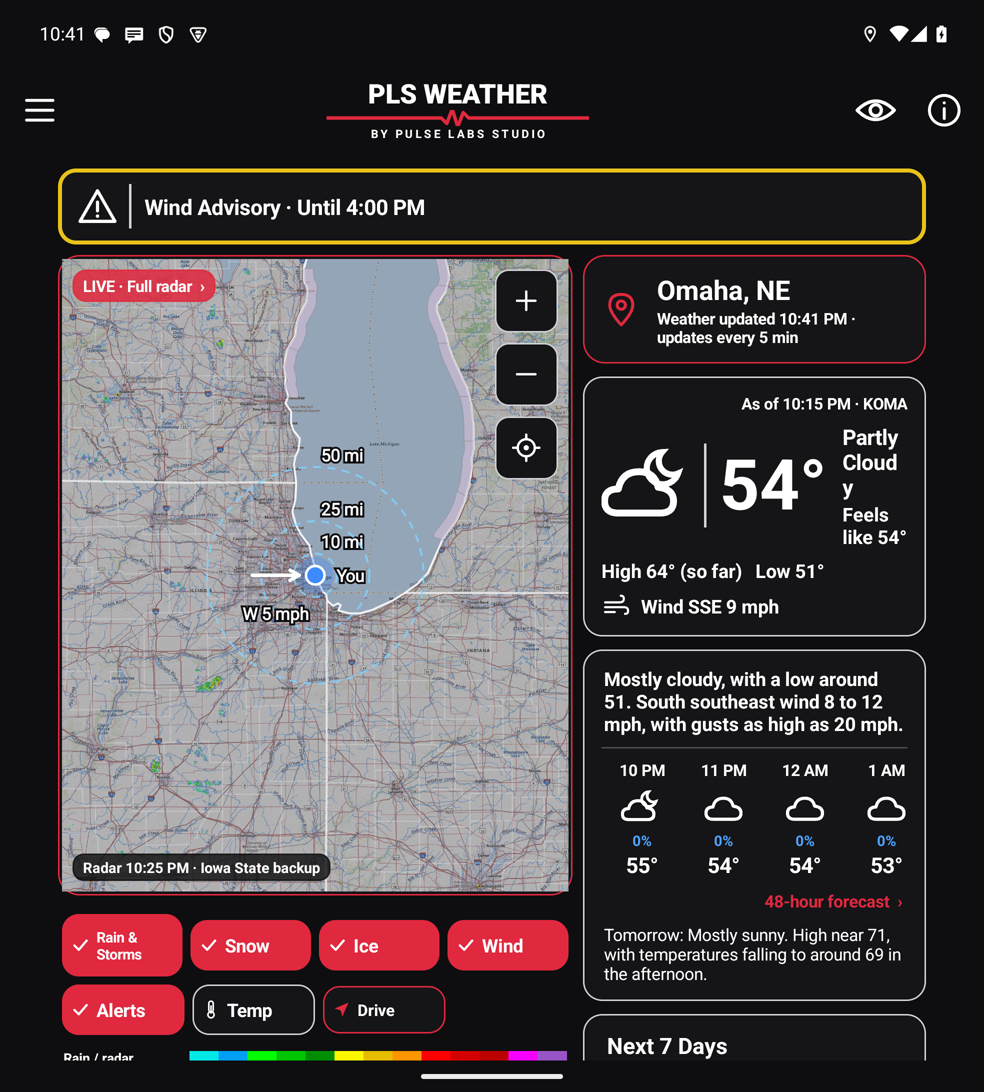 10:41
PLS WEATHER
BY PULSE LABS STUDIO
Wind Advisory · Until 4:00 PM
LIVE · Full radar ›
50 mi
25 mi
10 mi
You
W 5 mph
Lake Michigan
ILLINOIS
INDIANA
Radar 10:25 PM · Iowa State backup
Rain &
Storms
Snow
Ice
Wind
Alerts
Temp
Drive
Rain / radar
Omaha, NE
Weather updated 10:41 PM ·
updates every 5 min
As of 10:15 PM · KOMA
54°
Partly
Cloud
y
Feels
like 54°
High 64° (so far) Low 51°
Wind SSE 9 mph
Mostly cloudy, with a low around
51. South southeast wind 8 to 12
mph, with gusts as high as 20 mph.
10 PM 11 PM 12 AM 1 AM
0% 0% 0% 0%
55° 54° 54° 53°
48-hour forecast ›
Tomorrow: Mostly sunny. High near 71,
with temperatures falling to around 69 in
the afternoon.
Next 7 Days